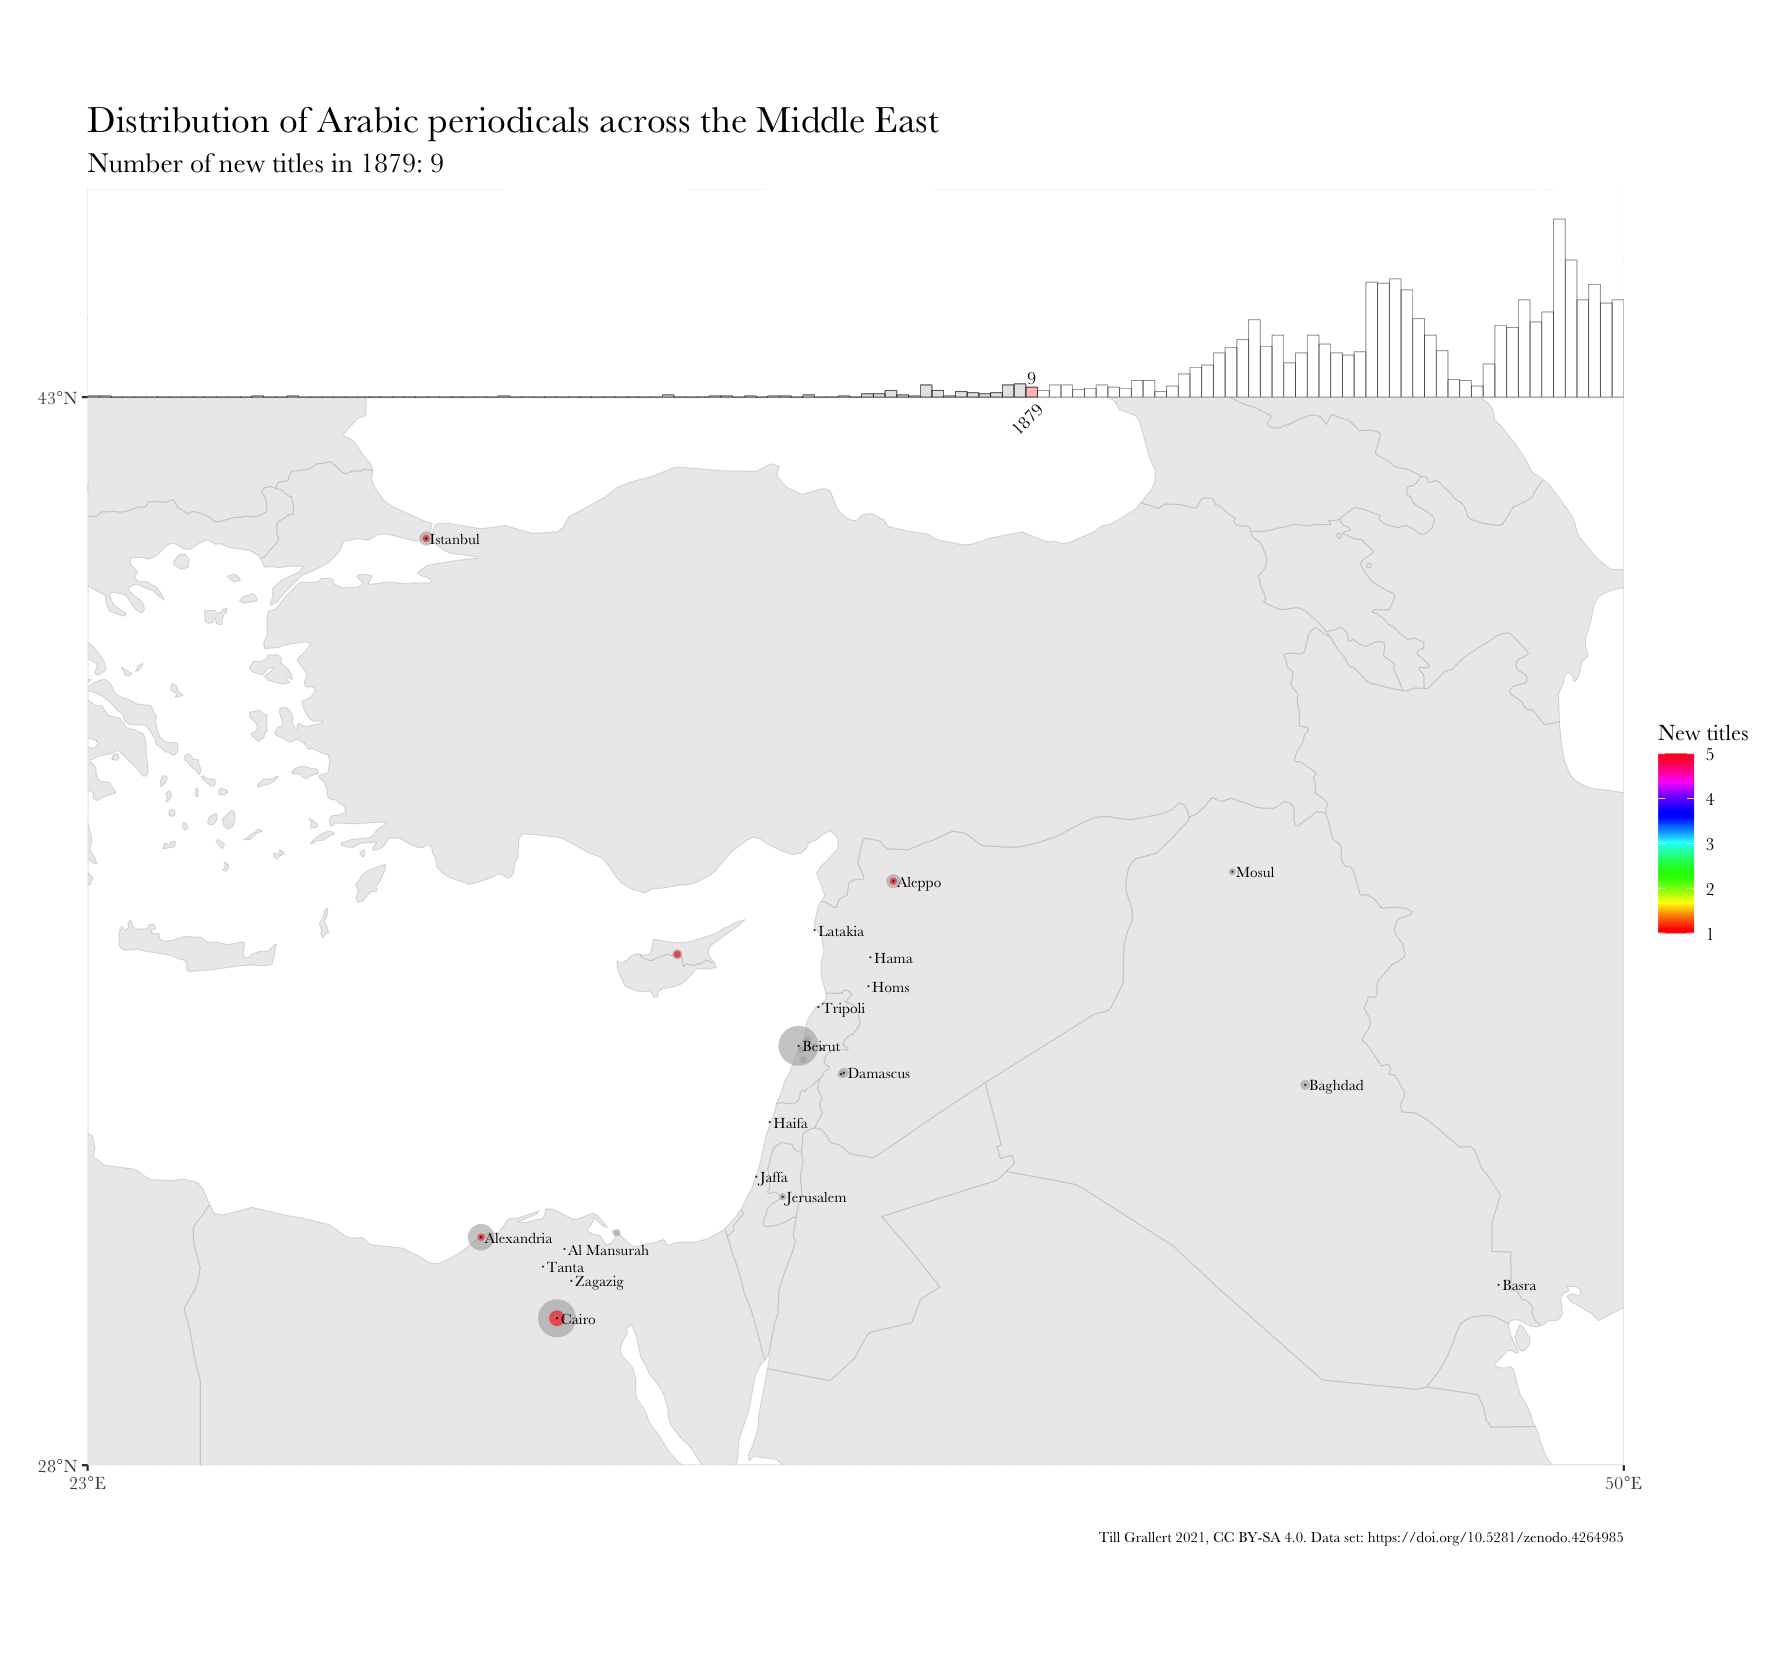 Distribution of Arabic periodicals across the Middle East
Number of new titles in 1879: 9
9
43°N
1879
Istanbul
New titles
5
4
3
2
1
Mosul
Aleppo
Latakia
Hama
Homs
Tripoli
Beirut
Damascus
Baghdad
Haifa
Jaffa
Jerusalem
Alexandria
Al Mansurah
Tanta
Zagazig
Basra
Cairo
28°N
23°E
50°E
Till Grallert 2021, CC BY-SA 4.0. Data set: https://doi.org/10.5281/zenodo.4264985